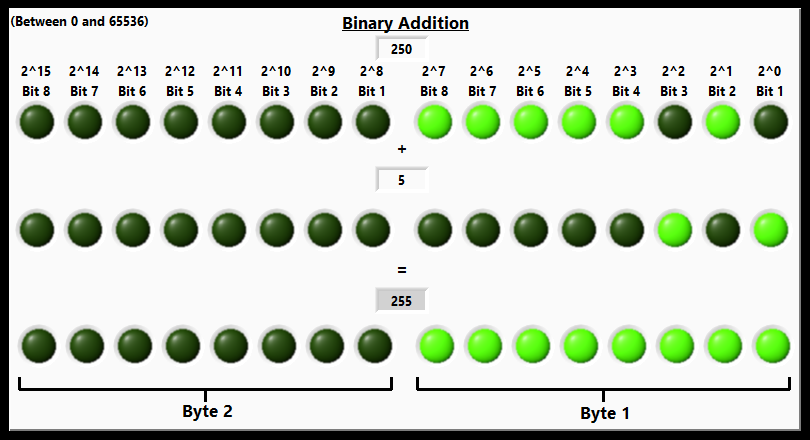 (Between 0 and 65536)
Binary Addition
250
2^15 2^14 2^13 2^12 2^11 2^10 2^9 2^8 2^7 2^6 2^5 2^4 2^3 2^2 2^1 2^0
Bit 8 Bit 7 Bit 6 Bit 5 Bit 4 Bit 3 Bit 2 Bit 1 Bit 8 Bit 7 Bit 6 Bit 5 Bit 4 Bit 3 Bit 2 Bit 1
+
5
=
255
Byte 2 Byte 1